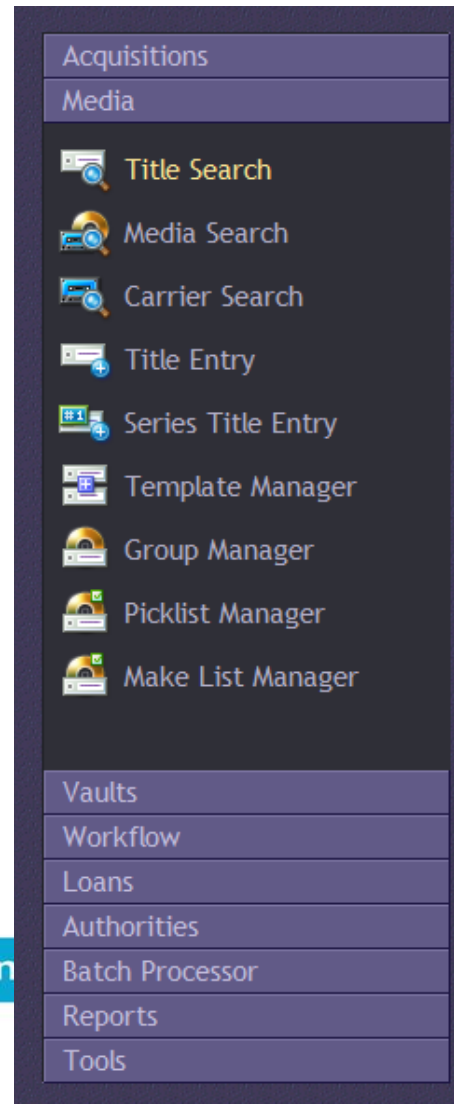 Acquisitions
Media
Title Search
Media Search
Carrier Search
Title Entry
#1
Series Title Entry
Template Manager
Group Manager
Picklist Manager
Make List Manager
Vaults
Workflow
Loans
Authorities
Batch Processor
Reports
Tools